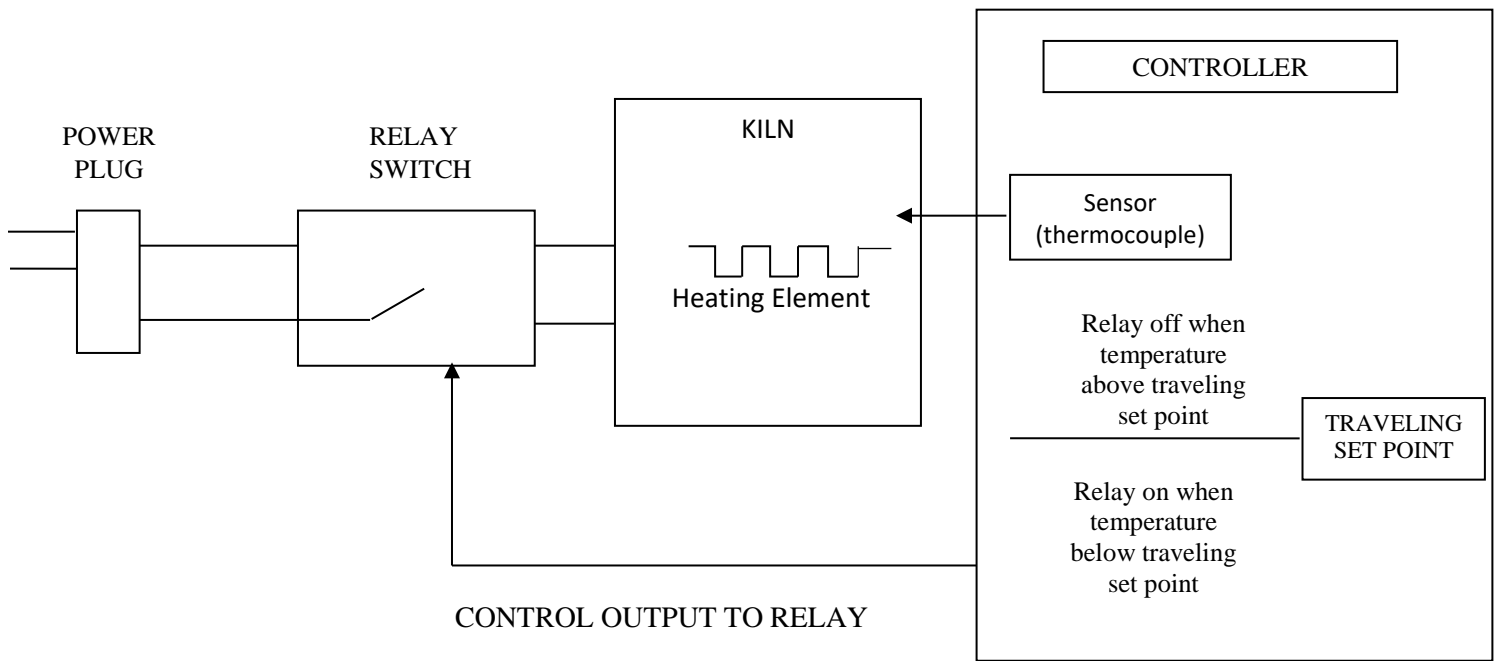 POWER
PLUG
RELAY
SWITCH
KILN
Heating Element
CONTROLLER
Sensor
(thermocouple)
Relay off when
temperature
above traveling
set point
TRAVELING
SET POINT
Relay on when
temperature
below traveling
set point
CONTROL OUTPUT TO RELAY